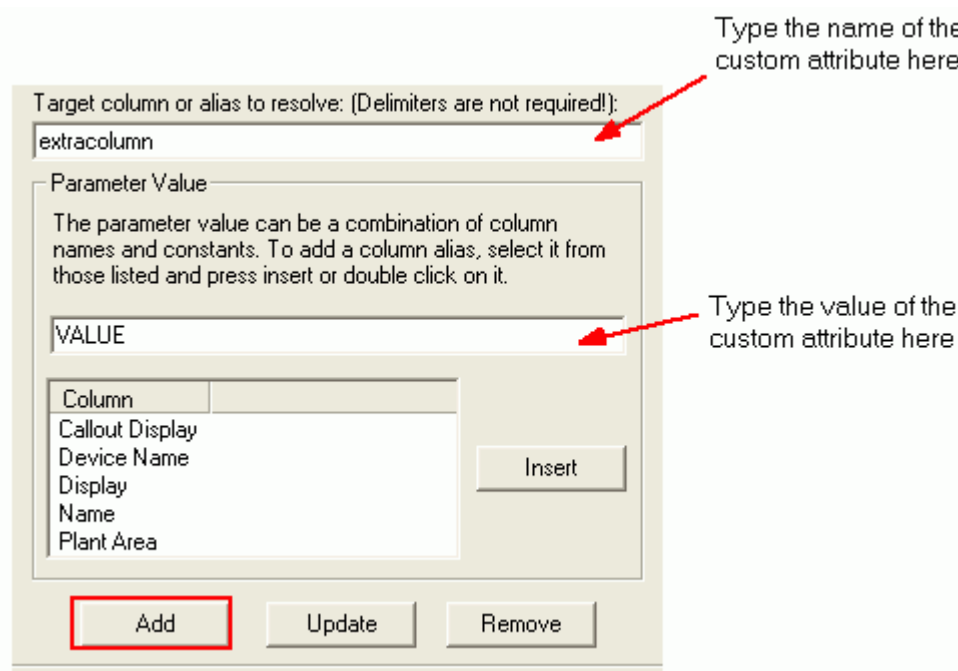 Type the name of the
custom attribute here
Target column or alias to resolve: (Delimiters are not required!):
extracolumn
Parameter Value
The parameter value can be a combination of column
names and constants. To add a column alias, select it from
those listed and press insert or double click on it.
VALUE
Type the value of the
custom attribute here
Column
Callout Display
Device Name
Display
Name
Plant Area
Insert
Add
Update
Remove